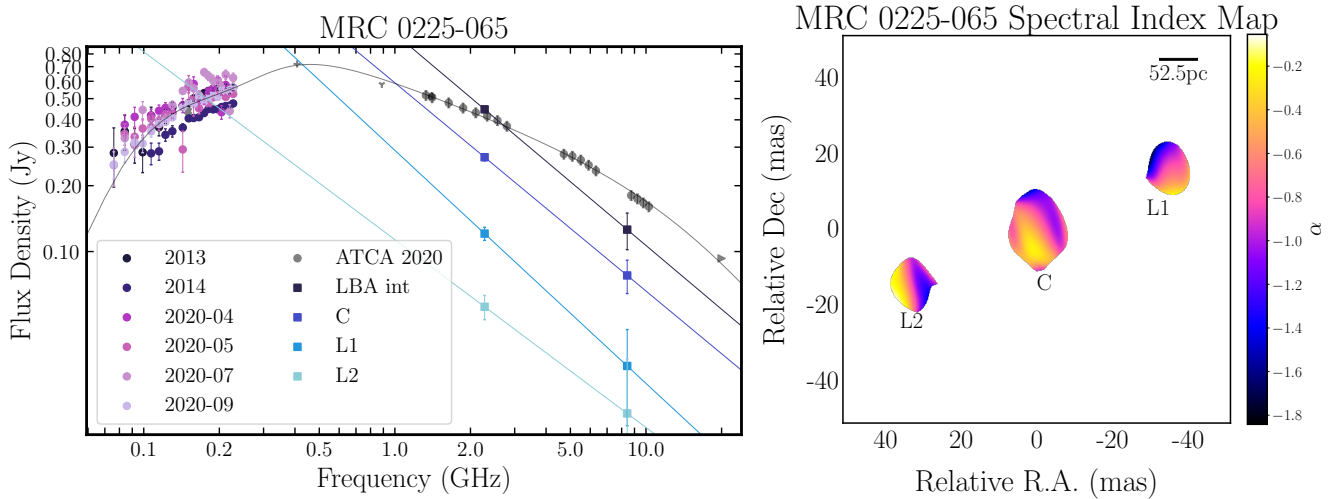 MRC 0225-065
Flux Density (Jy)
0.80
0.70
0.60
0.50
0.40
0.30
0.20
0.10
2013
2014
2020-04
2020-05
2020-07
2020-09
ATCA 2020
LBA int
C
L1
L2
0.1
0.5
1.0
2.0
5.0
10.0
Frequency (GHz)
MRC 0225-065 Spectral Index Map
Relative Dec (mas)
40
20
0
-20
-40
52.5pc
L1
C
L2
40
20
0
-20
-40
Relative R.A. (mas)
−0.2
−0.4
−0.6
−0.8
−1.0
−1.2
−1.4
−1.6
−1.8
α